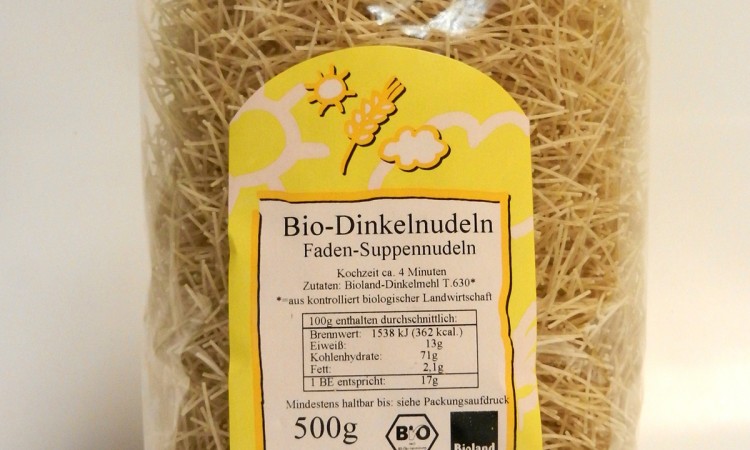 Bio-Dinkelnudeln
Faden-Suppennudeln
Kochzeit ca. 4 Minuten
Zutaten: Bioland-Dinkelmehl T.630*
*=aus kontrolliert biologischer Landwirtschaft
100g enthalten durchschnittlich:
Brennwert: 1538 kJ (362 kcal.)
Eiweiß: 13g
Kohlenhydrate: 71g
Fett: 2,1g
1 BE entspricht: 17g
Mindestens haltbar bis: siehe Packungsaufdruck
500g
BIO
Bioland